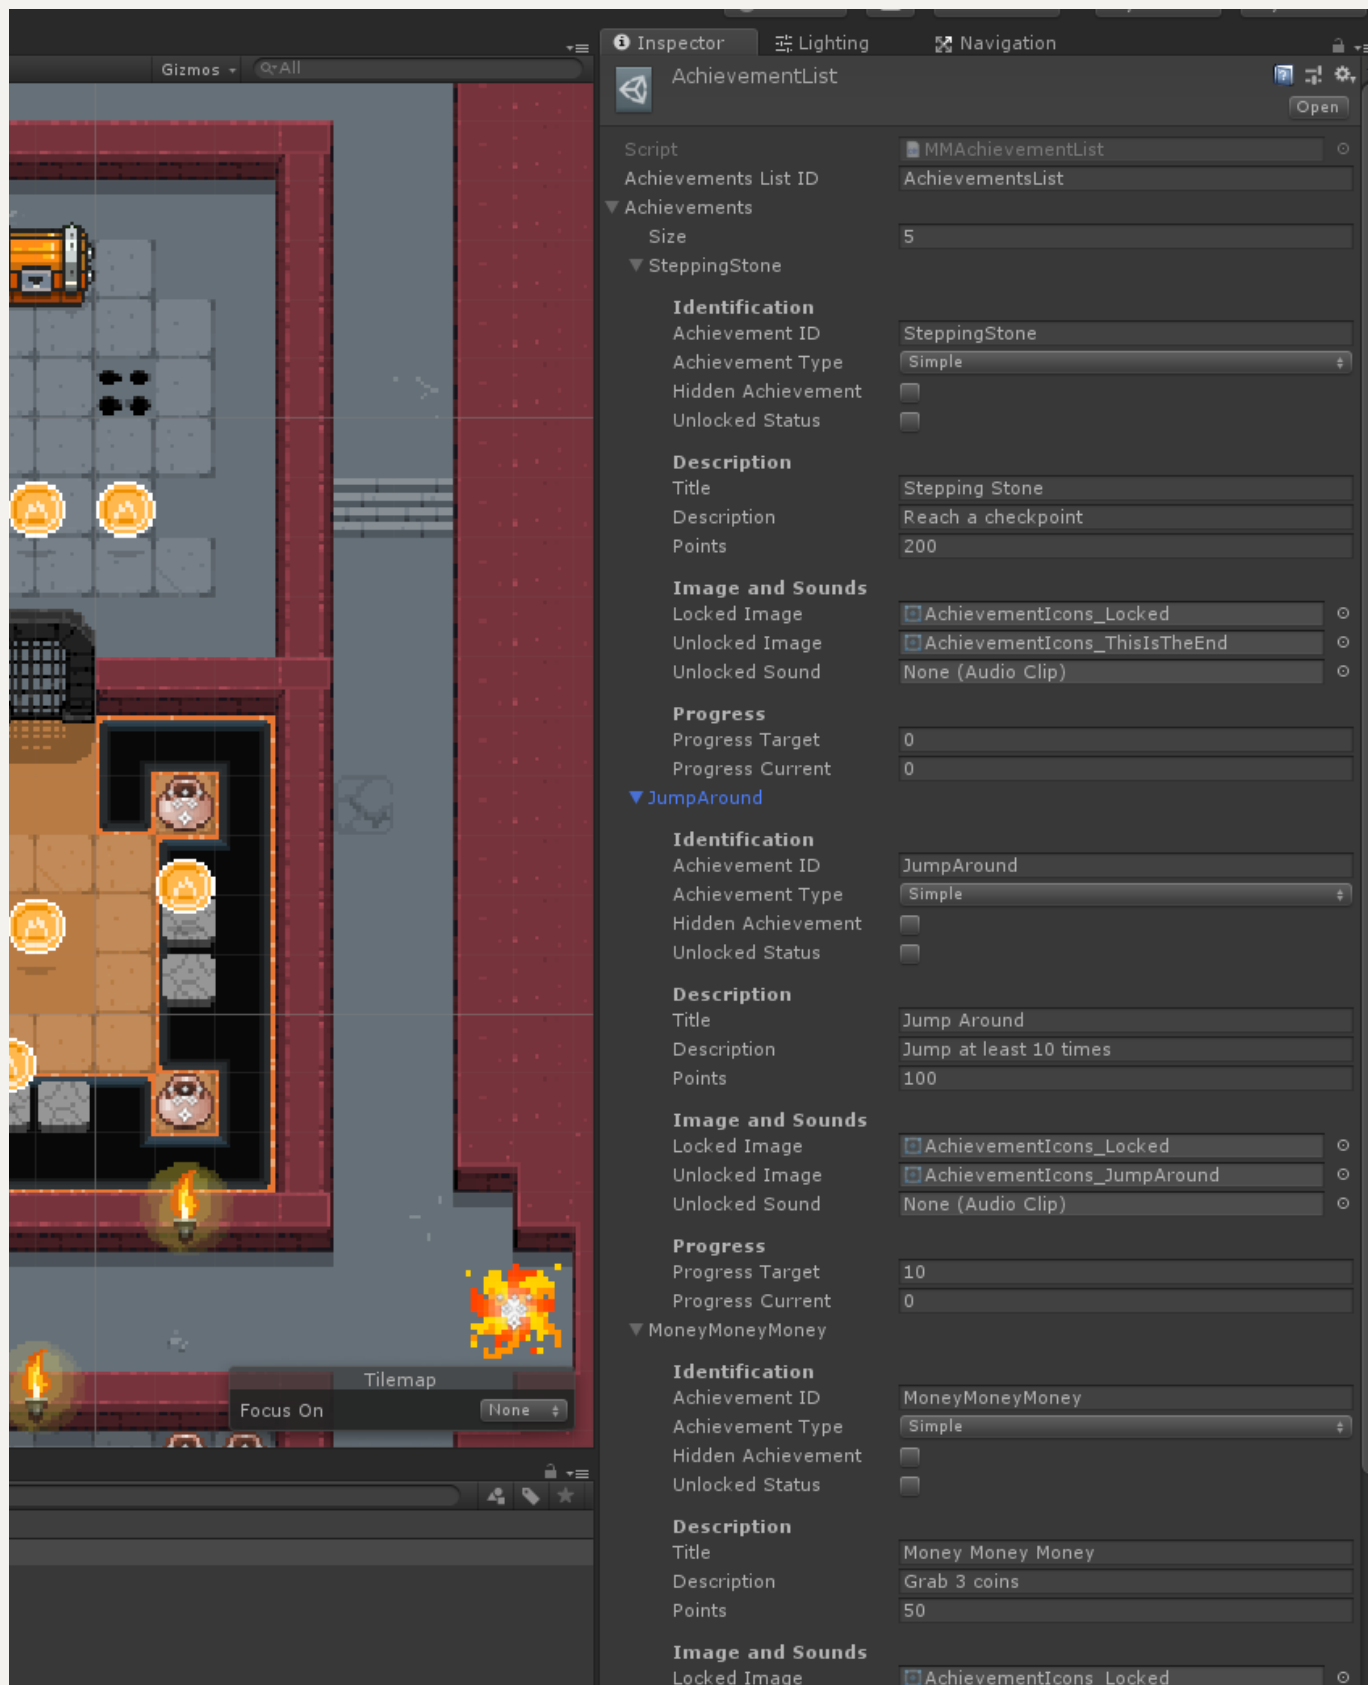 Inspector Lighting Navigation
Gizmos All
AchievementList
Open
Script MMAchievementList
Achievements List ID AchievementsList
Achievements
Size 5
SteppingStone
Identification
Achievement ID SteppingStone
Achievement Type Simple
Hidden Achievement
Unlocked Status
Description
Title Stepping Stone
Description Reach a checkpoint
Points 200
Image and Sounds
Locked Image AchievementIcons_Locked
Unlocked Image AchievementIcons_ThisIsTheEnd
Unlocked Sound None (Audio Clip)
Progress
Progress Target 0
Progress Current 0
JumpAround
Identification
Achievement ID JumpAround
Achievement Type Simple
Hidden Achievement
Unlocked Status
Description
Title Jump Around
Description Jump at least 10 times
Points 100
Image and Sounds
Locked Image AchievementIcons_Locked
Unlocked Image AchievementIcons_JumpAround
Unlocked Sound None (Audio Clip)
Progress
Progress Target 10
Progress Current 0
MoneyMoneyMoney
Identification
Achievement ID MoneyMoneyMoney
Achievement Type Simple
Hidden Achievement
Unlocked Status
Description
Title Money Money Money
Description Grab 3 coins
Points 50
Image and Sounds
Locked Image AchievementIcons_Locked
Tilemap
Focus On None